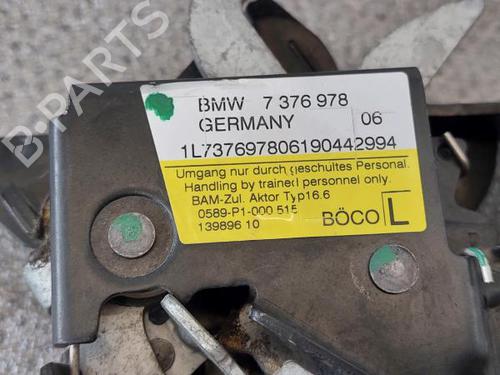 B-PARTS
BMW 7 376 978
GERMANY 06
1L737697806190442994
Umgang nur durch geschultes Personal.
Handling by trained personnel only.
BAM-Zul. Aktor Typ16.6
0589-P1-000 515
139896 10
BÖCO L